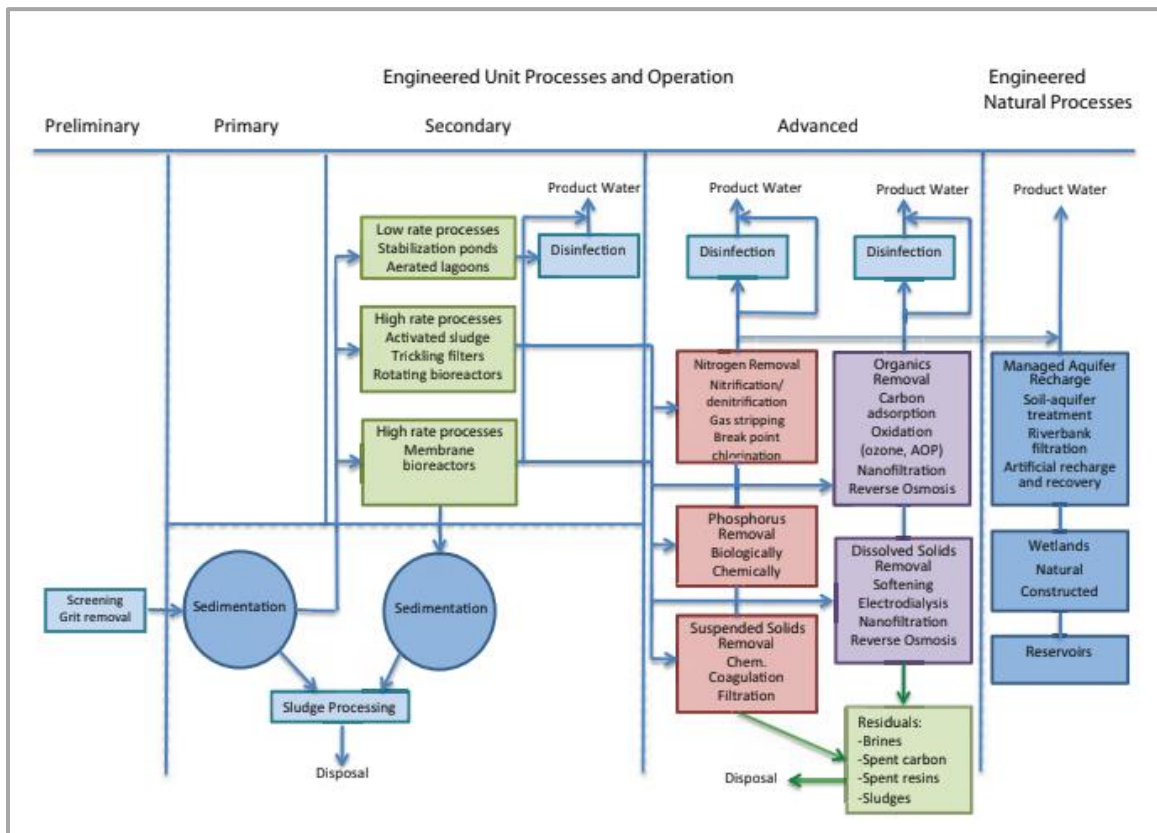 Engineered Unit Processes and Operation
Engineered
Natural Processes
Preliminary
Primary
Secondary
Advanced
Product Water
Product Water
Product Water
Product Water
Low rate processes
Stabilization ponds
Aerated lagoons
Disinfection
Disinfection
Disinfection
High rate processes
Activated sludge
Trickling filters
Rotating bioreactors
High rate processes
Membrane
bioreactors
Nitrogen Removal
Nitrification/
denitrification
Gas stripping
Break point
chlorination
Organics
Removal
Carbon
adsorption
Oxidation
(ozone, AOP)
Nanofiltration
Reverse Osmosis
Managed Aquifer
Recharge
Soil-aquifer
treatment
Riverbank
filtration
Artificial recharge
and recovery
Phosphorus
Removal
Biologically
Chemically
Dissolved Solids
Removal
Softening
Electrodialysis
Nanofiltration
Reverse Osmosis
Wetlands
Natural
Constructed
Screening
Grit removal
Sedimentation
Sedimentation
Suspended Solids
Removal
Chem.
Coagulation
Filtration
Reservoirs
Sludge Processing
Disposal
Residuals:
-Brines
-Spent carbon
-Spent resins
-Sludges
Disposal